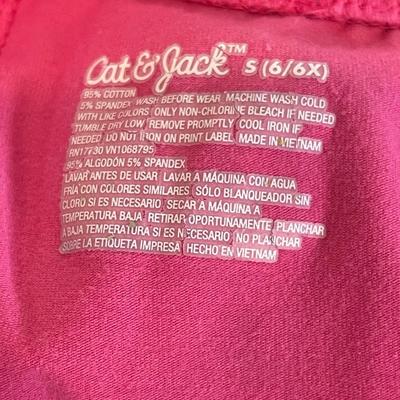 Cat & Jack™ S (6/6X)
95% COTTON
5% SPANDEX WASH BEFORE WEAR MACHINE WASH COLD
WITH LIKE COLORS ONLY NON-CHLORINE BLEACH IF NEEDED
TUMBLE DRY LOW REMOVE PROMPTLY COOL IRON IF
NEEDED DO NOT IRON ON PRINT LABEL MADE IN VIETNAM
RN17730 VN1068795
95% ALGODÓN 5% SPANDEX
LAVAR ANTES DE USAR LAVAR A MÁQUINA CON AGUA
FRÍA CON COLORES SIMILARES SÓLO BLANQUEADOR SIN
CLORO SI ES NECESARIO SECAR A MÁQUINA A
TEMPERATURA BAJA RETIRAR OPORTUNAMENTE PLANCHAR
A BAJA TEMPERATURA SI ES NECESARIO NO PLANCHAR
SOBRE LA ETIQUETA IMPRESA HECHO EN VIETNAM